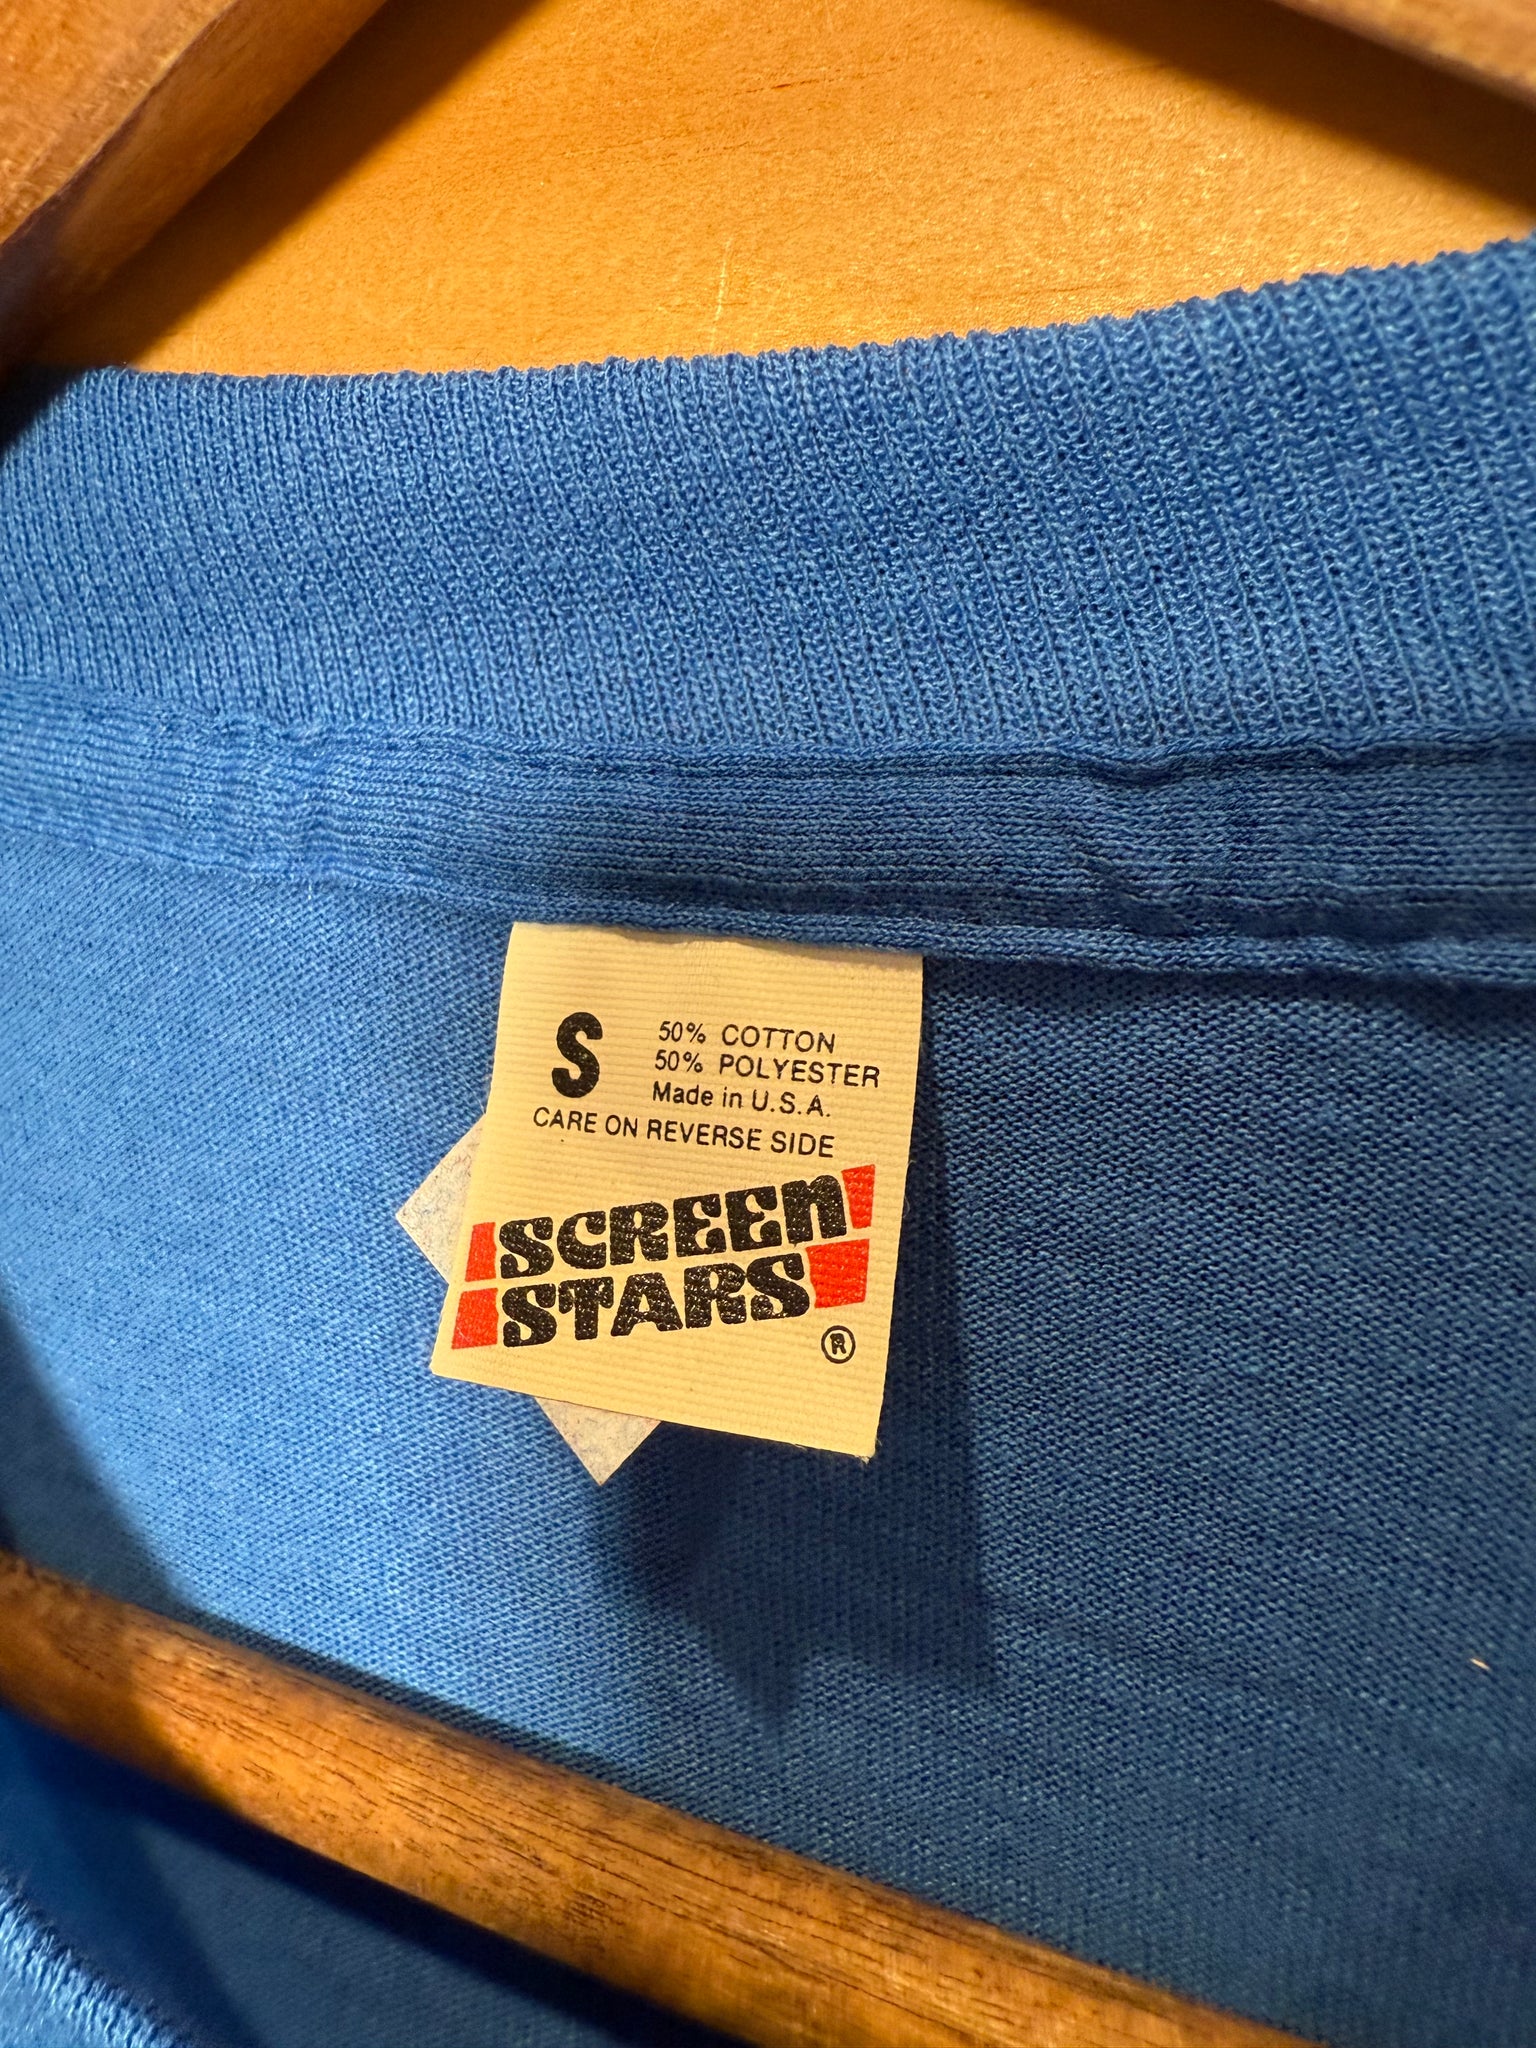 S
50% COTTON
50% POLYESTER
Made in U.S.A.
CARE ON REVERSE SIDE
SCREEN
STARS
®